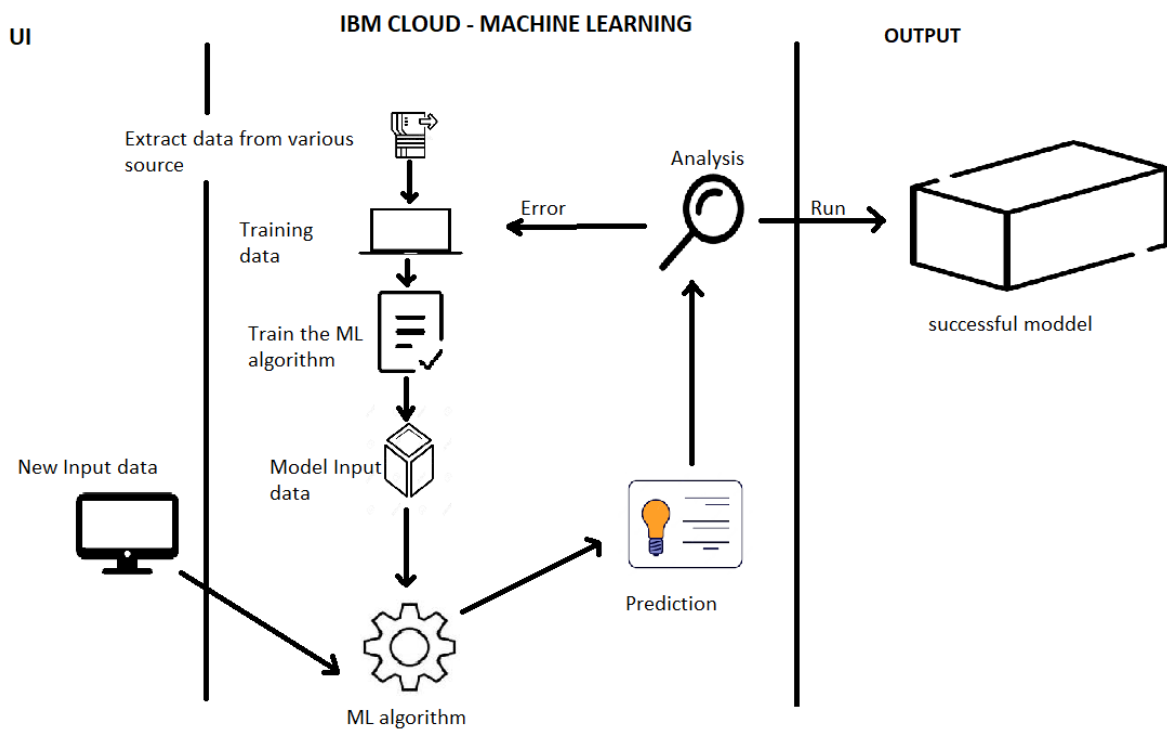 UI
IBM CLOUD - MACHINE LEARNING
OUTPUT
Extract data from various
source
Analysis
Error
Run
Training
data
successful moddel
Train the ML
algorithm
New Input data
Model Input
data
Prediction
ML algorithm